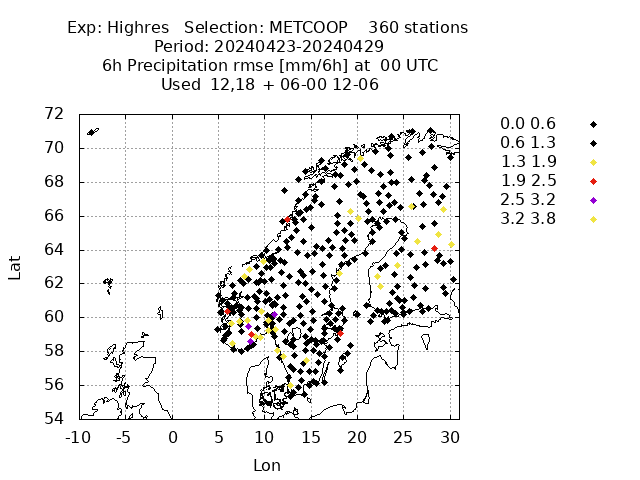 Exp: Highres   Selection: METCOOP    360 stations
Period: 20240423-20240429
6h Precipitation rmse [mm/6h] at  00 UTC
Used  12,18  + 06-00 12-06
72
70
68
66
64
62
60
58
56
54
Lat
-10 -5 0 5 10 15 20 25 30
Lon
0.0 0.6
0.6 1.3
1.3 1.9
1.9 2.5
2.5 3.2
3.2 3.8